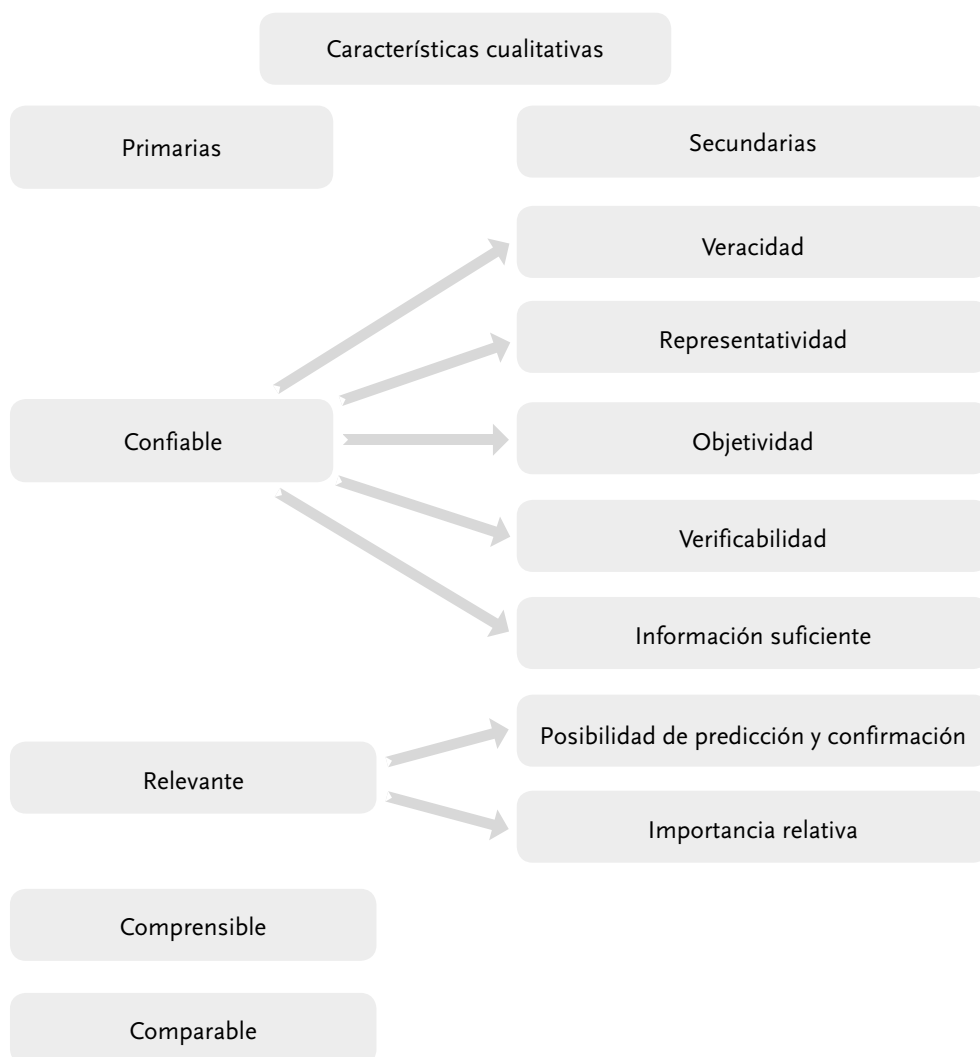 Características cualitativas
Primarias
Secundarias
Veracidad
Representatividad
Confiable
Objetividad
Verificabilidad
Información suficiente
Posibilidad de predicción y confirmación
Relevante
Importancia relativa
Comprensible
Comparable